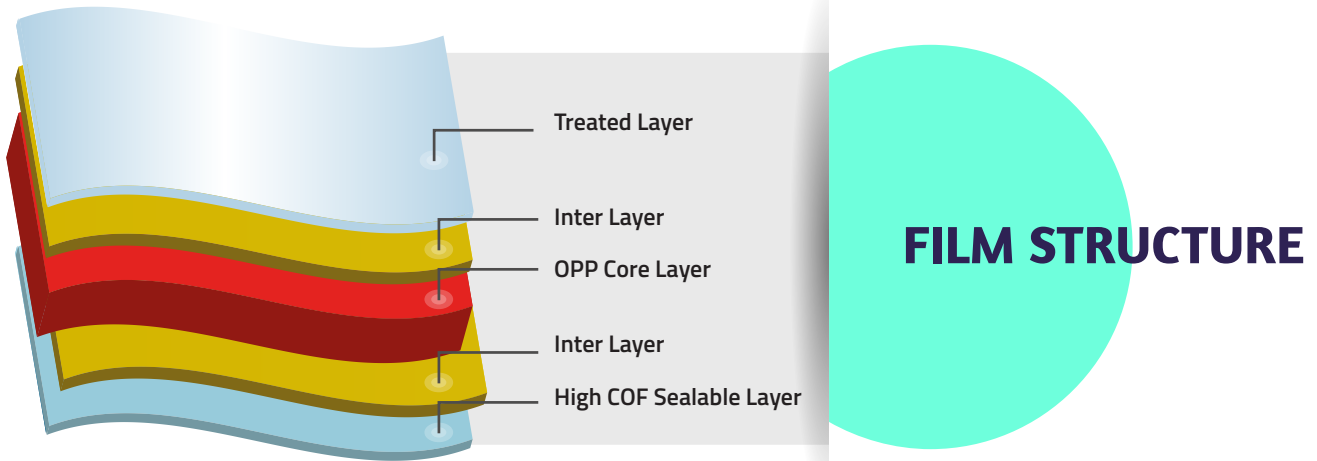 Treated Layer
Inter Layer
OPP Core Layer
Inter Layer
High COF Sealable Layer
FILM STRUCTURE